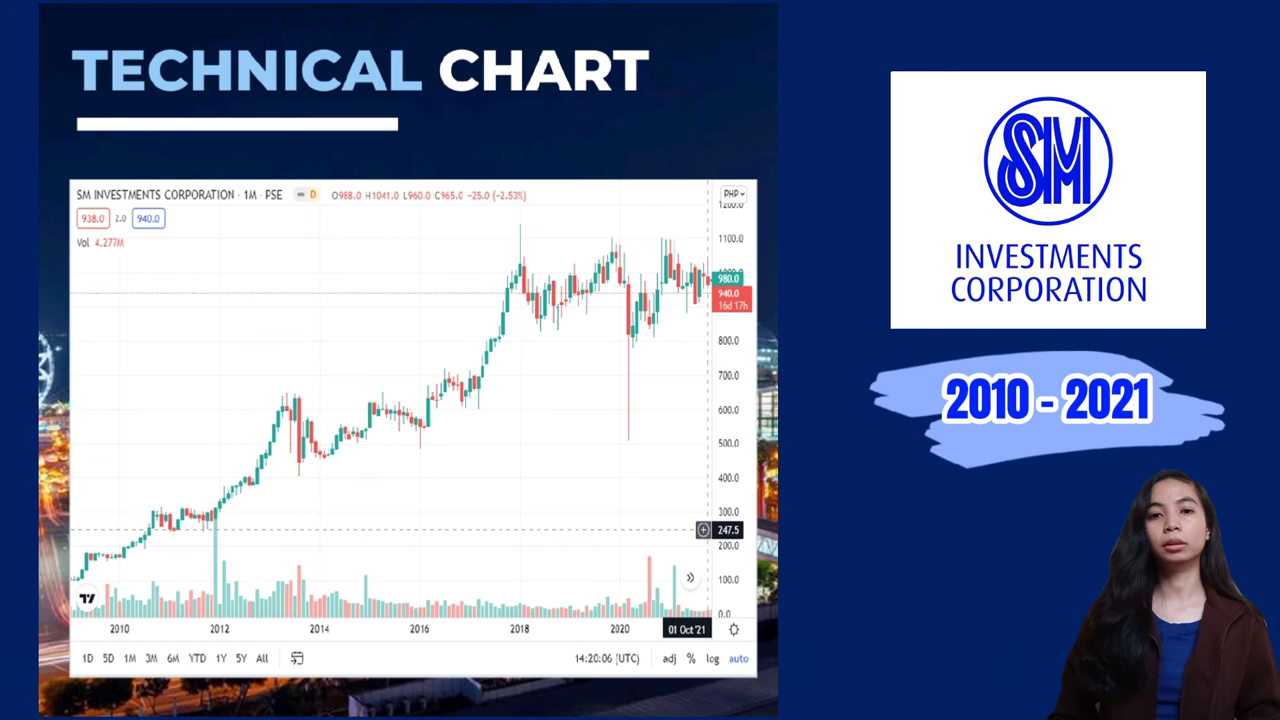 TECHNICAL CHART
SM INVESTMENTS CORPORATION · 1M · PSE D O988.0 H1041.0 L960.0 C965.0 −25.0 (−2.53%)
PHP
938.0 2.0 940.0
Vol 4.277M
1200.0
1100.0
980.0
940.0
16d 17h
800.0
700.0
600.0
500.0
400.0
300.0
247.5
200.0
100.0
0.0
2010 2012 2014 2016 2018 2020 01 Oct '21
1D 5D 1M 3M 6M YTD 1Y 5Y All 14:20:06 (UTC) adj % log auto
SM
INVESTMENTS
CORPORATION
2010 - 2021